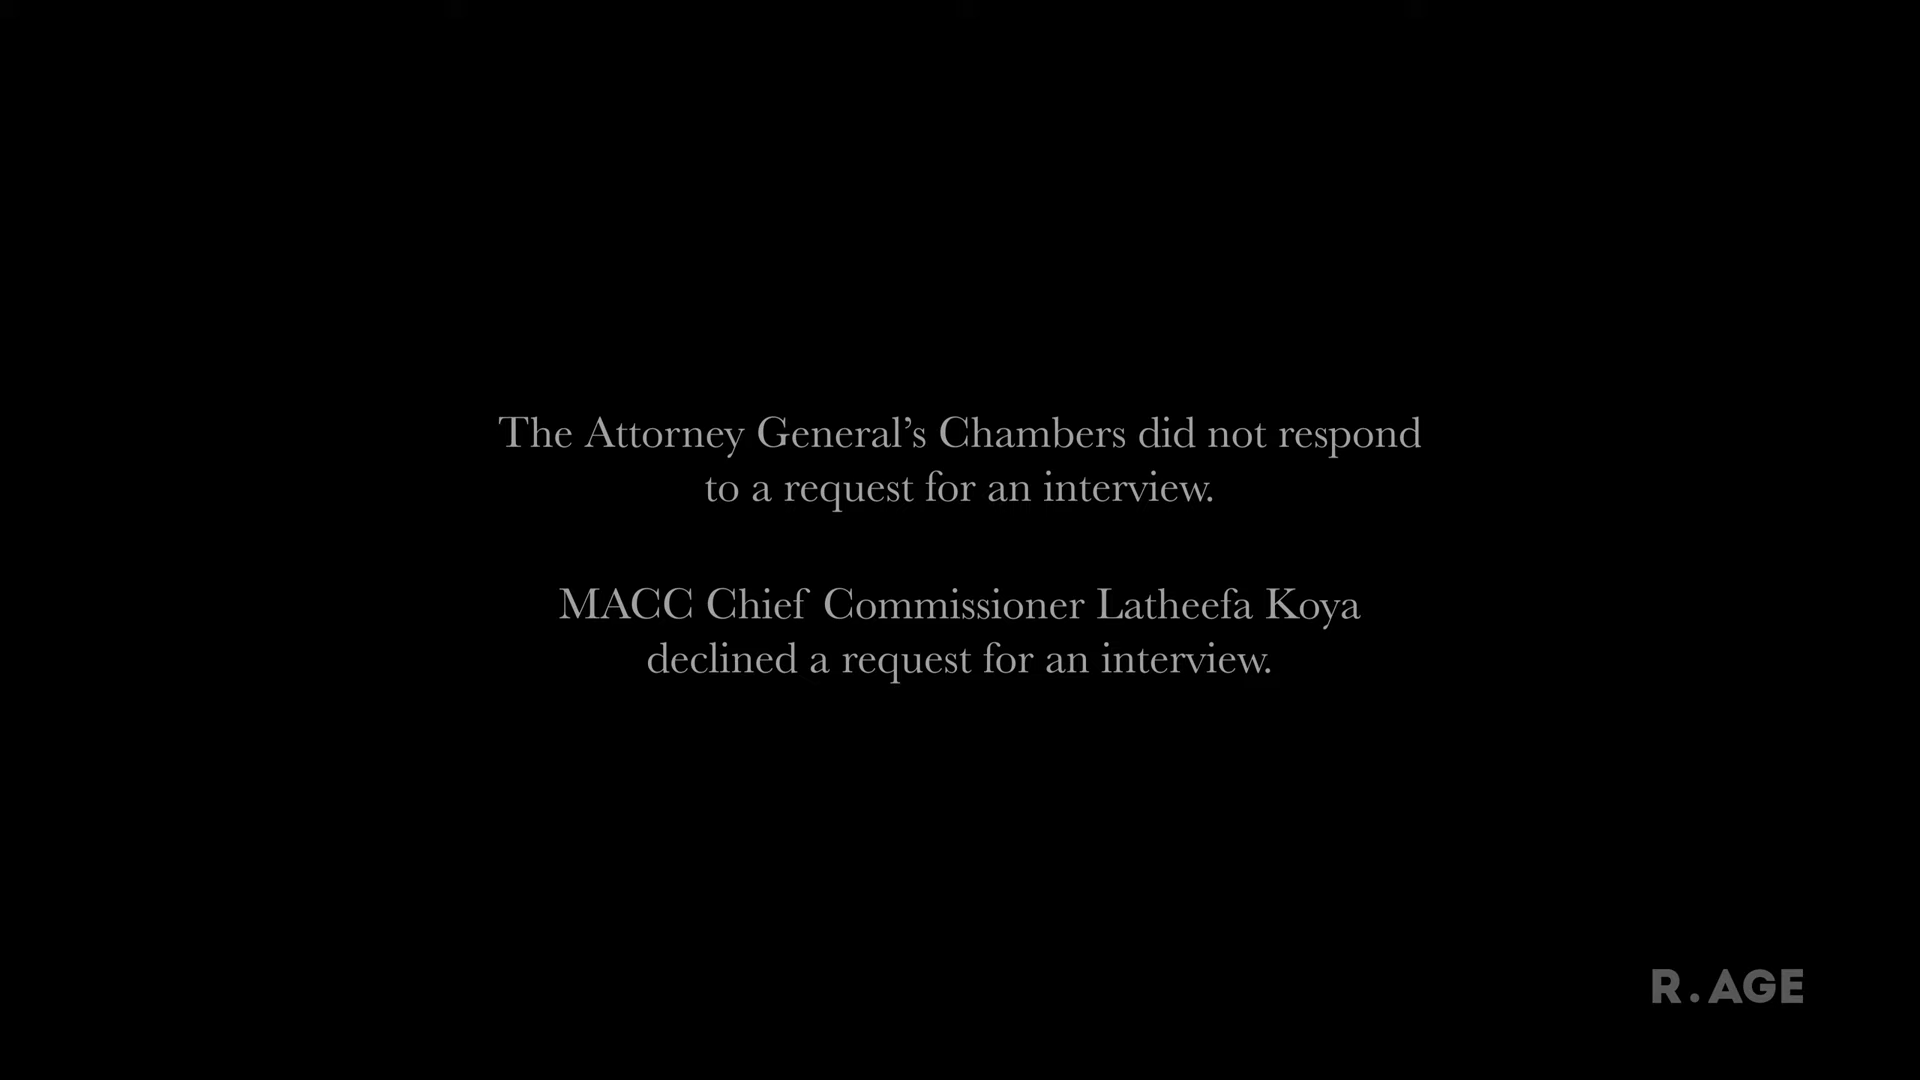 The Attorney General’s Chambers did not respond
to a request for an interview.
MACC Chief Commissioner Latheefa Koya
declined a request for an interview.
R.AGE